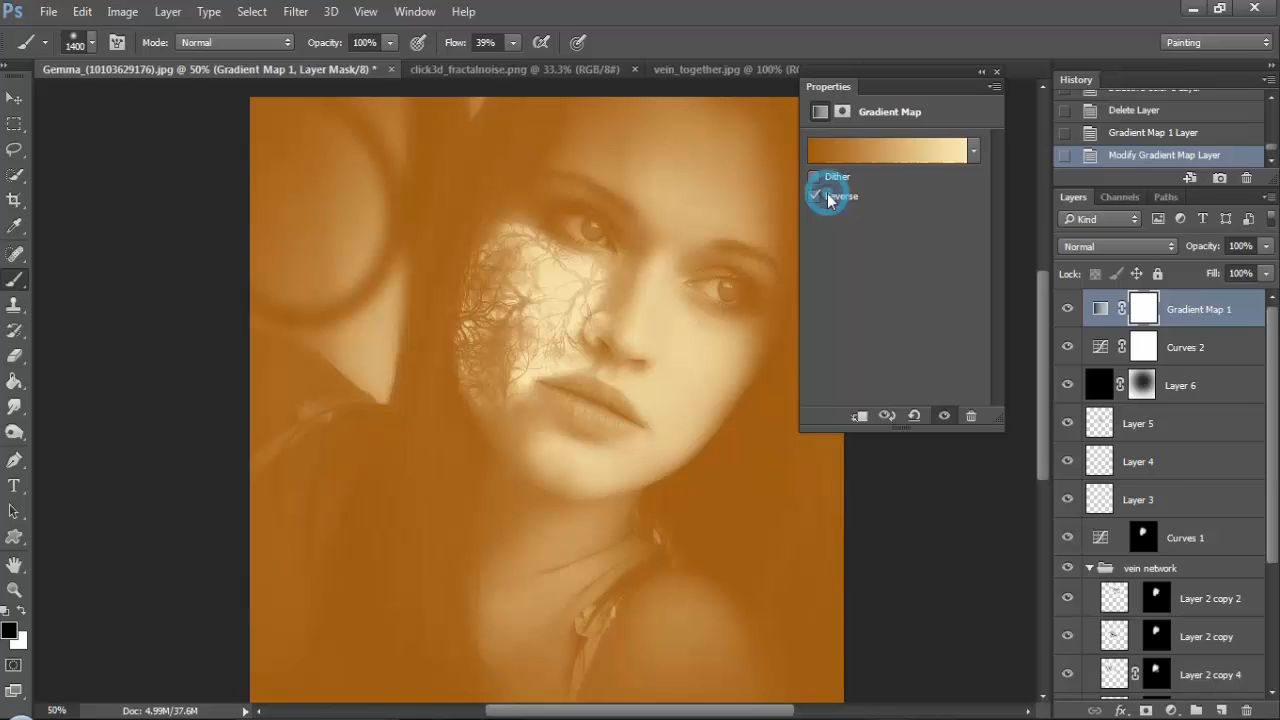 Ps File Edit Image Layer Type Select Filter 3D View Window Help
1400 Mode: Normal Opacity: 100% Flow: 39% Painting
Gemma_(10103629176).jpg @ 50% (Gradient Map 1, Layer Mask/8) * × click3d_fractalnoise.png @ 33.3% (RGB/8#) × vein_together.jpg @ 100% (RG
Properties
Gradient Map
Dither
History
Delete Layer
Gradient Map 1 Layer
Modify Gradient Map Layer
Layers Channels Paths
Kind
Normal Opacity: 100%
Lock: Fill: 100%
Gradient Map 1
Curves 2
Layer 6
Layer 5
Layer 4
Layer 3
Curves 1
vein network
Layer 2 copy 2
Layer 2 copy
Layer 2 copy 4
50% Doc: 4.99M/37.6M